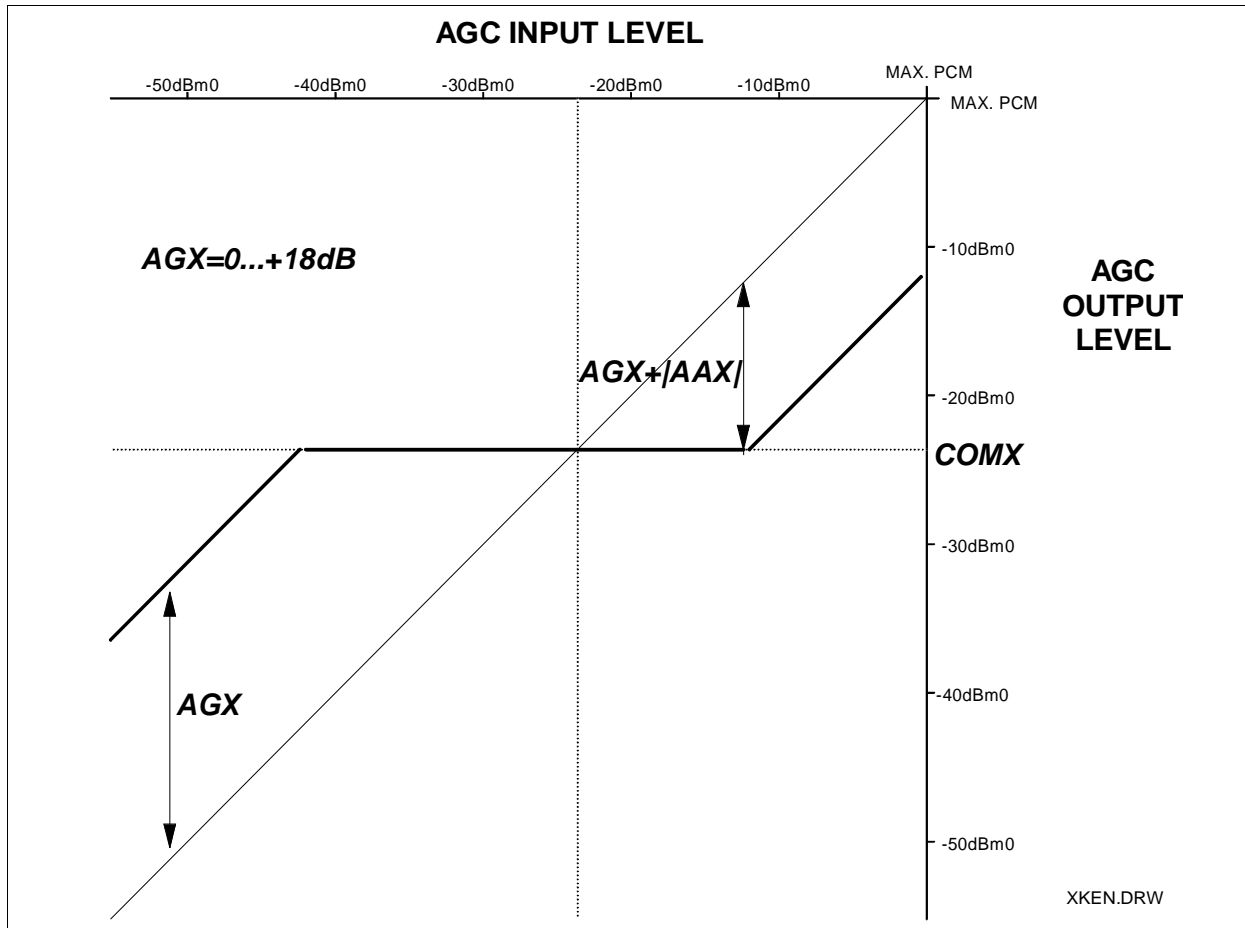 AGC INPUT LEVEL
MAX. PCM
-50dBm0 -40dBm0 -30dBm0 -20dBm0 -10dBm0
MAX. PCM
-10dBm0
AGX=0...+18dB
AGC
OUTPUT
LEVEL
AGX+|AAX|
-20dBm0
COMX
-30dBm0
-40dBm0
AGX
-50dBm0
XKEN.DRW